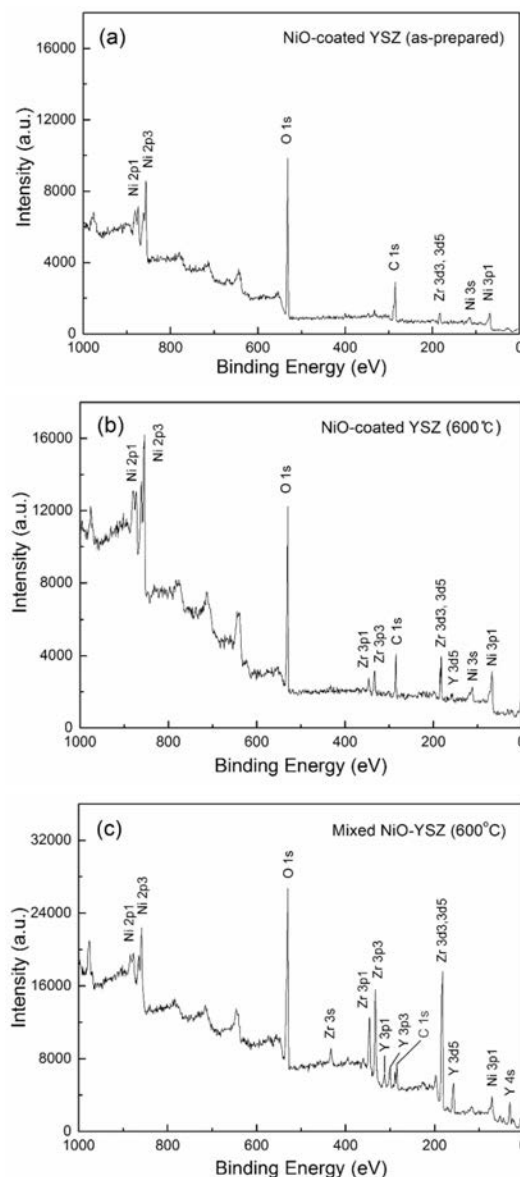 (a)
NiO-coated YSZ (as-prepared)
16000
12000
8000
4000
0
Intensity (a.u.)
Ni 2p1
Ni 2p3
O 1s
C 1s
Zr 3d3, 3d5
Ni 3s
Ni 3p1
1000 800 600 400 200 0
Binding Energy (eV)
(b)
NiO-coated YSZ (600℃)
16000
12000
8000
4000
0
Intensity (a.u.)
Ni 2p1
Ni 2p3
O 1s
Zr 3p1
Zr 3p3
C 1s
Zr 3d3, 3d5
Y 3d5
Ni 3s
Ni 3p1
1000 800 600 400 200 0
Binding Energy (eV)
(c)
Mixed NiO-YSZ (600°C)
32000
24000
16000
8000
0
Intensity (a.u.)
Ni 2p1
Ni 2p3
O 1s
Zr 3s
Zr 3p1
Zr 3p3
Y 3p1
Y 3p3
C 1s
Zr 3d3,3d5
Y 3d5
Ni 3p1
Y 4s
1000 800 600 400 200 0
Binding Energy (eV)